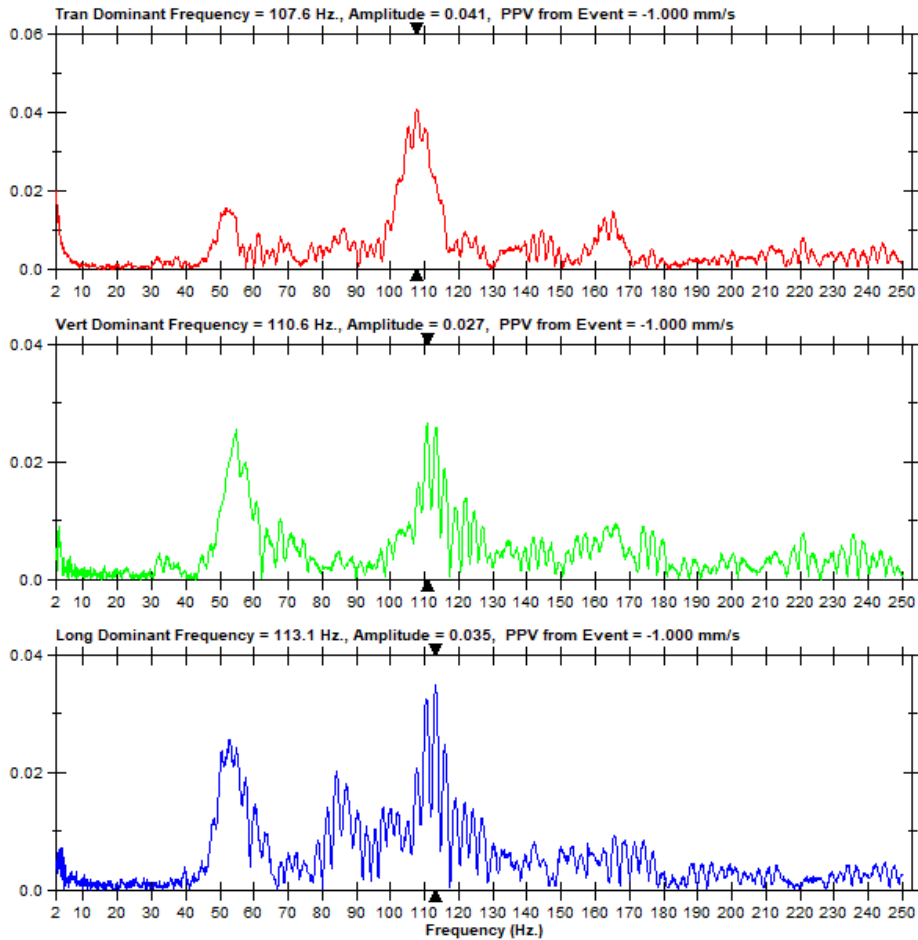 Tran Dominant Frequency = 107.6 Hz., Amplitude = 0.041, PPV from Event = -1.000 mm/s
0.06
0.04
0.02
0.0
2 10 20 30 40 50 60 70 80 90 100 110 120 130 140 150 160 170 180 190 200 210 220 230 240 250
Vert Dominant Frequency = 110.6 Hz., Amplitude = 0.027, PPV from Event = -1.000 mm/s
0.04
0.02
0.0
2 10 20 30 40 50 60 70 80 90 100 110 120 130 140 150 160 170 180 190 200 210 220 230 240 250
Long Dominant Frequency = 113.1 Hz., Amplitude = 0.035, PPV from Event = -1.000 mm/s
0.04
0.02
0.0
2 10 20 30 40 50 60 70 80 90 100 110 120 130 140 150 160 170 180 190 200 210 220 230 240 250
Frequency (Hz.)